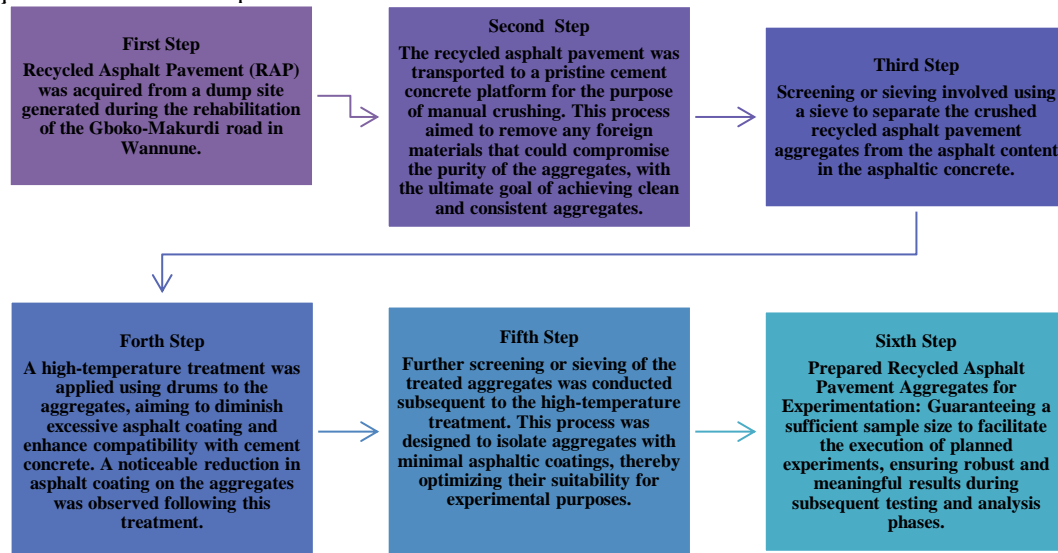 First Step
Recycled Asphalt Pavement (RAP)
was acquired from a dump site
generated during the rehabilitation
of the Gboko-Makurdi road in
Wannune.
Second Step
The recycled asphalt pavement was
transported to a pristine cement
concrete platform for the purpose
of manual crushing. This process
aimed to remove any foreign
materials that could compromise
the purity of the aggregates, with
the ultimate goal of achieving clean
and consistent aggregates.
Third Step
Screening or sieving involved using
a sieve to separate the crushed
recycled asphalt pavement
aggregates from the asphalt content
in the asphaltic concrete.
Forth Step
A high-temperature treatment was
applied using drums to the
aggregates, aiming to diminish
excessive asphalt coating and
enhance compatibility with cement
concrete. A noticeable reduction in
asphalt coating on the aggregates
was observed following this
treatment.
Fifth Step
Further screening or sieving of the
treated aggregates was conducted
subsequent to the high-temperature
treatment. This process was
designed to isolate aggregates with
minimal asphaltic coatings, thereby
optimizing their suitability for
experimental purposes.
Sixth Step
Prepared Recycled Asphalt
Pavement Aggregates for
Experimentation: Guaranteeing a
sufficient sample size to facilitate
the execution of planned
experiments, ensuring robust and
meaningful results during
subsequent testing and analysis
phases.